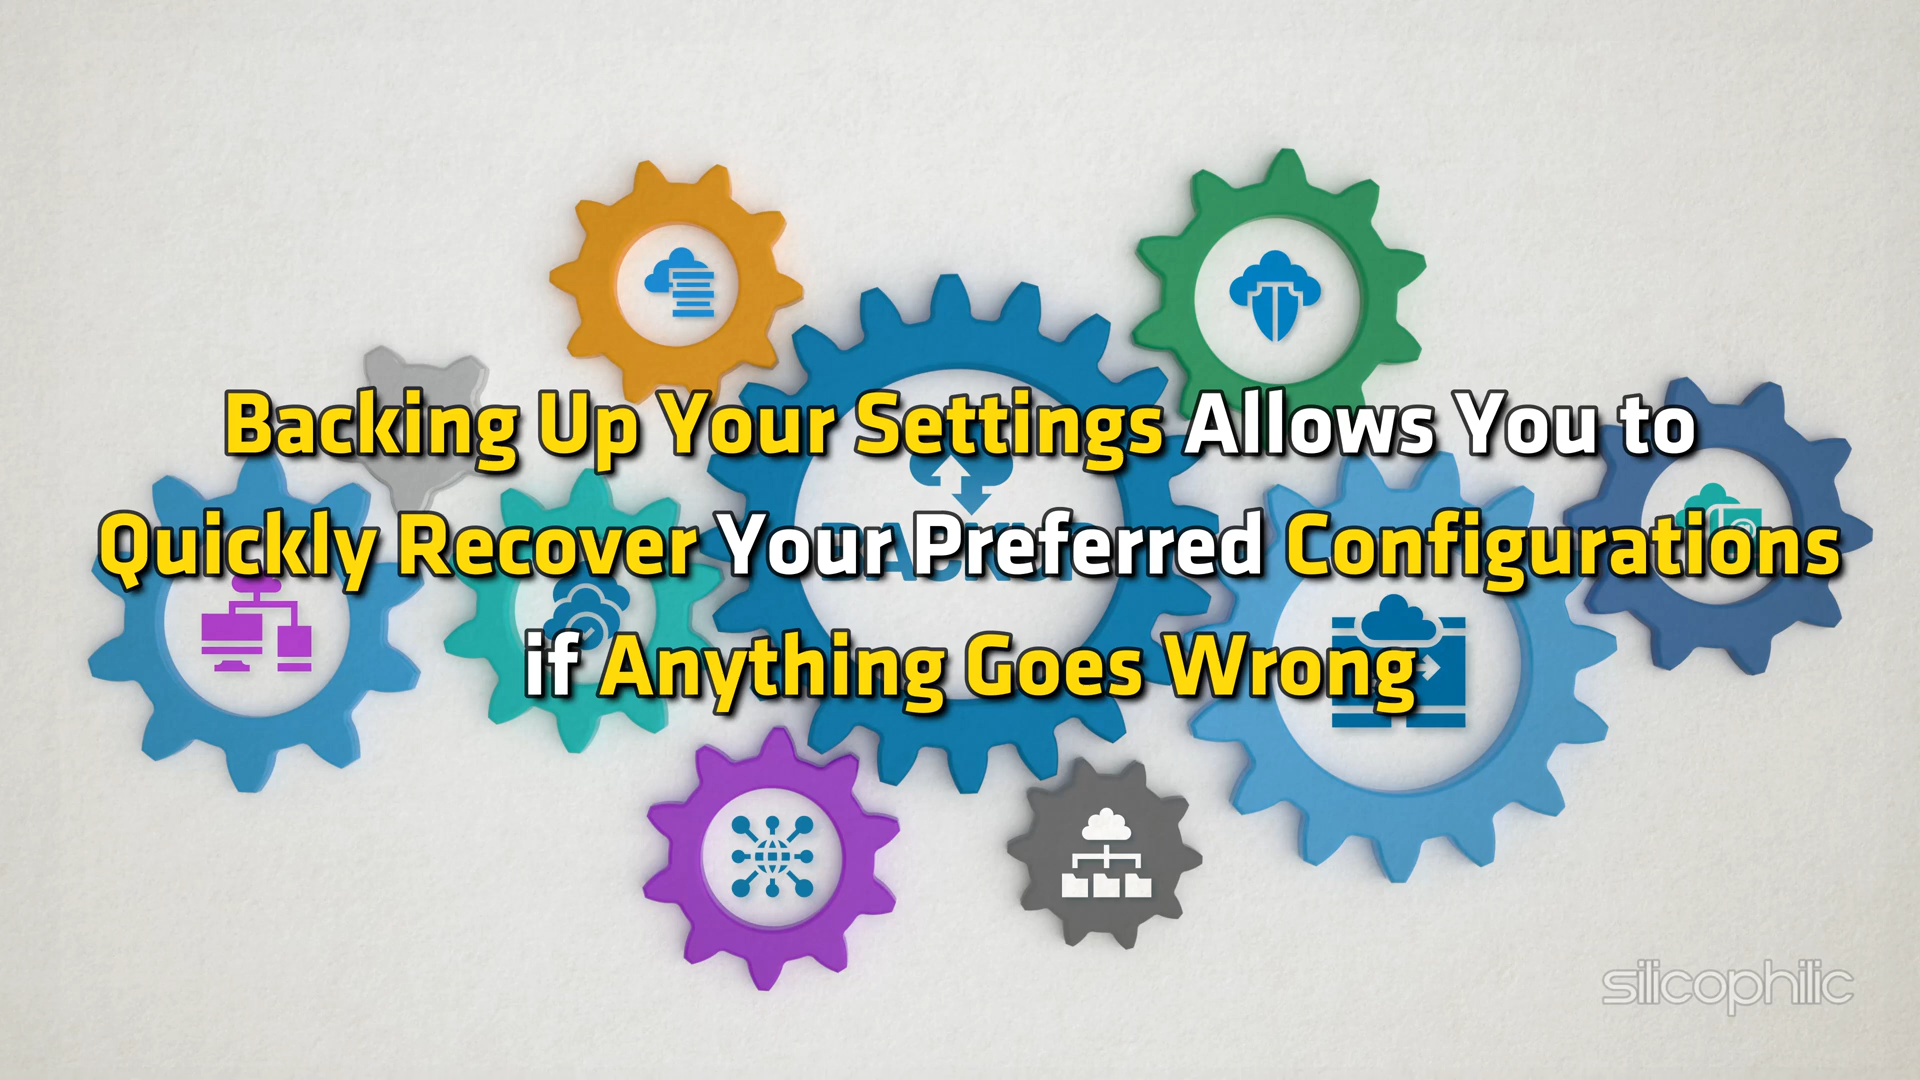 Backing Up Your Settings Allows You to
Quickly Recover Your Preferred Configurations
if Anything Goes Wrong
silicophilic